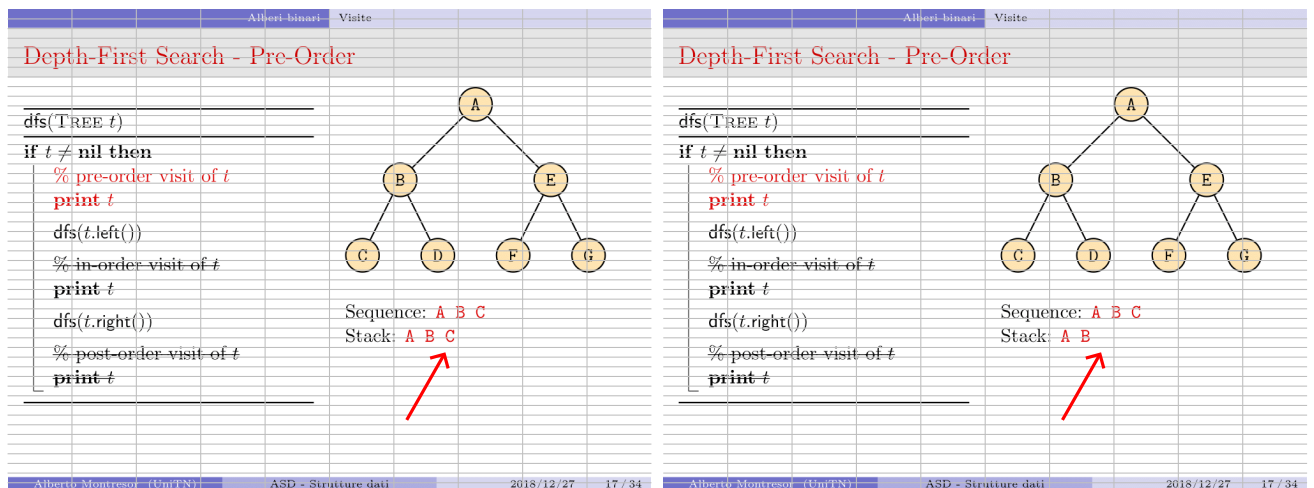 Alberi binari Visite
Depth-First Search - Pre-Order
dfs(TREE t)
if t ≠ nil then
% pre-order visit of t
print t
dfs(t.left())
% in-order visit of t
print t
dfs(t.right())
% post-order visit of t
print t
A
B E
C D F G
Sequence: A B C
Stack: A B C
Alberto Montresor (UniTN) ASD - Strutture dati 2018/12/27 17 / 34
Alberi binari Visite
Depth-First Search - Pre-Order
dfs(TREE t)
if t ≠ nil then
% pre-order visit of t
print t
dfs(t.left())
% in-order visit of t
print t
dfs(t.right())
% post-order visit of t
print t
A
B E
C D F G
Sequence: A B C
Stack: A B
Alberto Montresor (UniTN) ASD - Strutture dati 2018/12/27 17 / 34